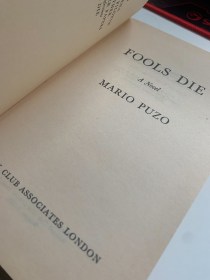 FOOLS DIE
A Novel
MARIO PUZO
CLUB ASSOCIATES LONDON